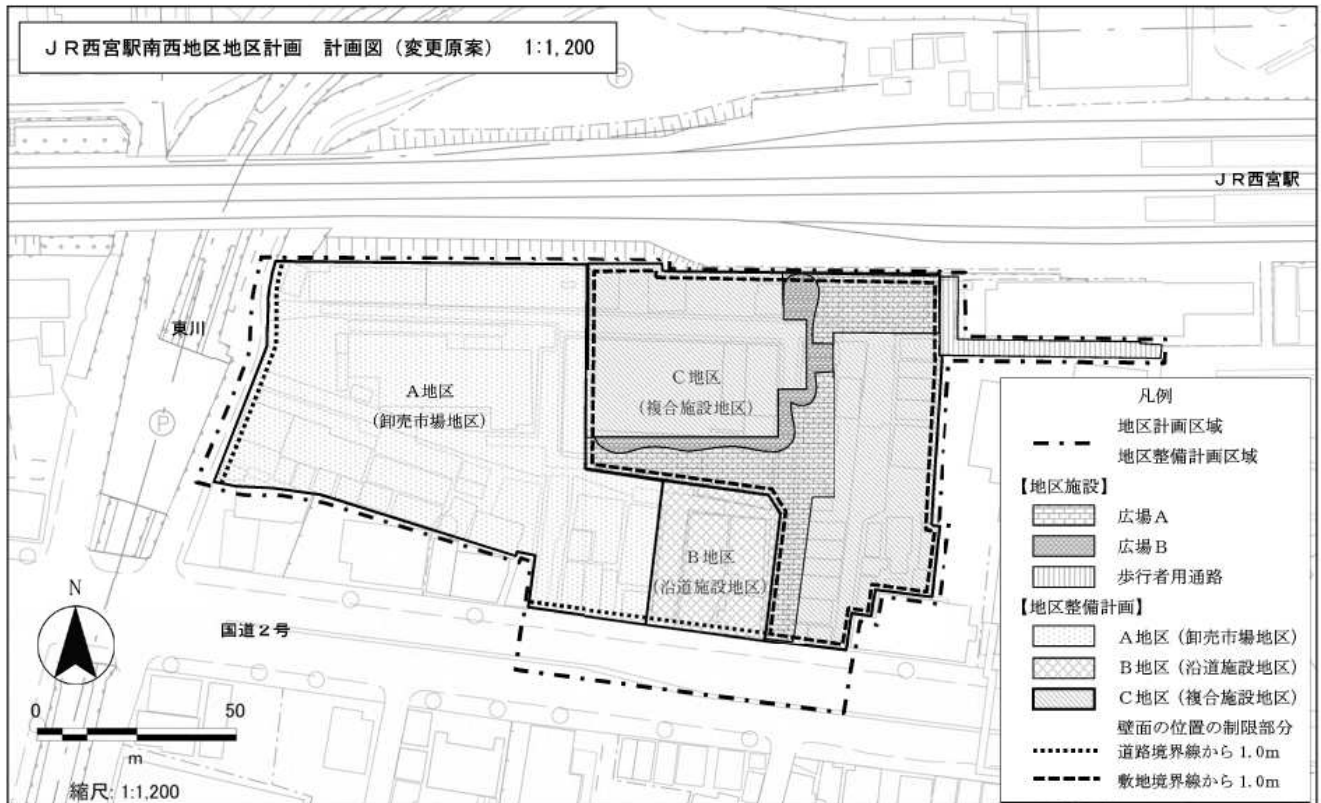 JR西宮駅南西地区地区計画 計画図（変更原案） 1:1,200
P
JR西宮駅
東川
A地区
（卸売市場地区）
C地区
（複合施設地区）
P
B地区
（沿道施設地区）
国道2号
N
0 50
m
縮尺: 1:1,200
凡例
地区計画区域
地区整備計画区域
【地区施設】
広場A
広場B
歩行者用通路
【地区整備計画】
A地区（卸売市場地区）
B地区（沿道施設地区）
C地区（複合施設地区）
壁面の位置の制限部分
道路境界線から1.0m
敷地境界線から1.0m